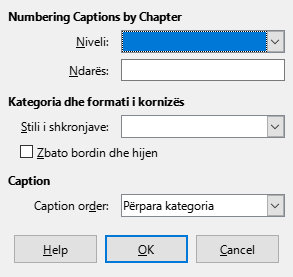 Numbering Captions by Chapter
Niveli:
Ndarës:
Kategoria dhe formati i kornizës
Stili i shkronjave:
Zbato bordin dhe hijen
Caption
Caption order: Përpara kategoria
Help OK Cancel